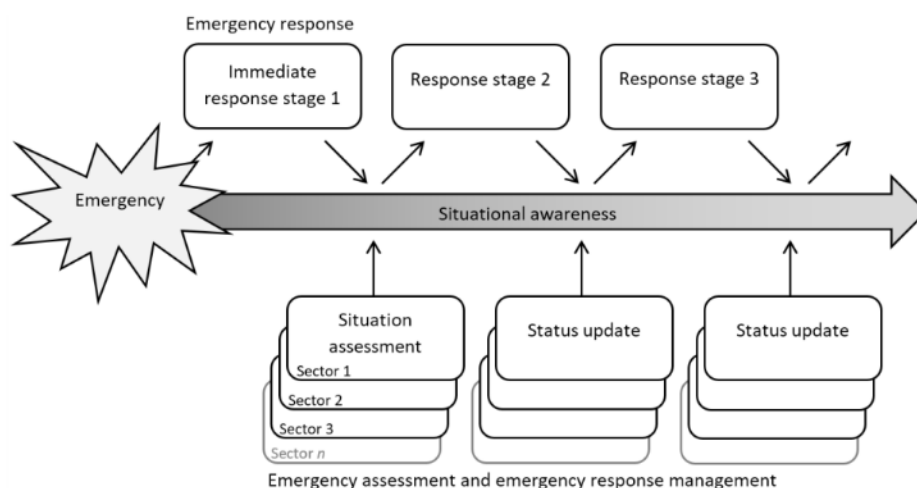 Emergency response
Immediate
response stage 1
Response stage 2
Response stage 3
Emergency
Situational awareness
Situation
assessment
Sector 1
Sector 2
Sector 3
Sector n
Status update
Status update
Emergency assessment and emergency response management